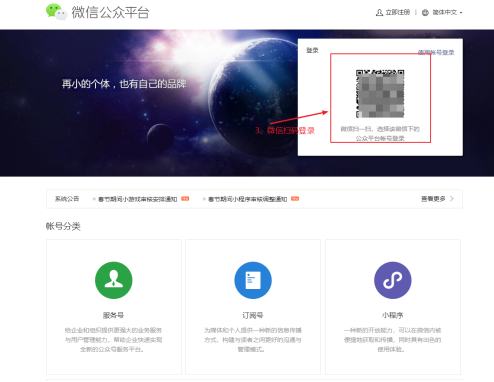 微信公众平台
立即注册 | 简体中文
登录
使用帐号登录
再小的个体，也有自己的品牌
3、微信扫码登录
微信扫一扫，选择该微信下的
公众平台帐号登录
系统公告
春节期间小游戏审核安排通知
春节期间小程序审核调整通知
查看更多
帐号分类
服务号
给企业和组织提供更强大的业务服务
与用户管理能力，帮助企业快速实现
全新的公众号服务平台。
订阅号
为媒体和个人提供一种新的信息传播
方式，构建与读者之间更好的沟通与
管理模式。
小程序
一种新的开放能力，可以在微信内被
便捷地获取和传播，同时具有出色的
使用体验。